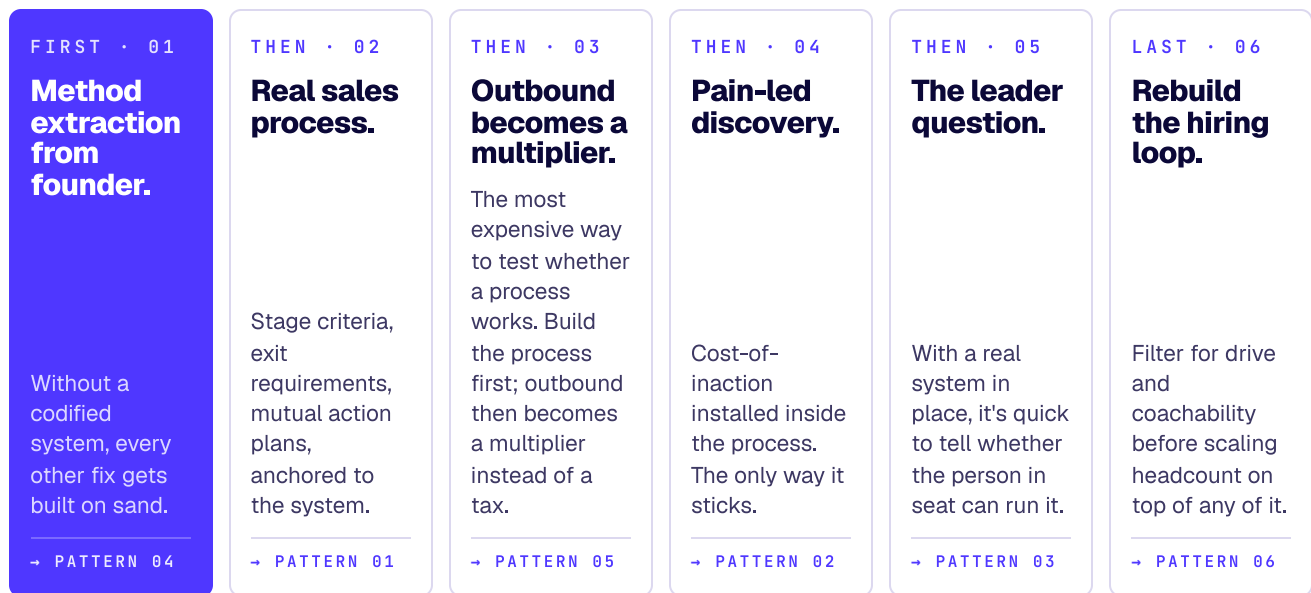 FIRST · 01
Method
extraction
from
founder.
Without a
codified
system, every
other fix gets
built on sand.
→ PATTERN 04
THEN · 02
Real sales
process.
Stage criteria,
exit
requirements,
mutual action
plans,
anchored to
the system.
→ PATTERN 01
THEN · 03
Outbound
becomes a
multiplier.
The most
expensive way
to test whether
a process
works. Build
the process
first; outbound
then becomes
a multiplier
instead of a
tax.
→ PATTERN 05
THEN · 04
Pain-led
discovery.
Cost-of-
inaction
installed inside
the process.
The only way it
sticks.
→ PATTERN 02
THEN · 05
The leader
question.
With a real
system in
place, it's quick
to tell whether
the person in
seat can run it.
→ PATTERN 03
LAST · 06
Rebuild
the hiring
loop.
Filter for drive
and
coachability
before scaling
headcount on
top of any of it.
→ PATTERN 06